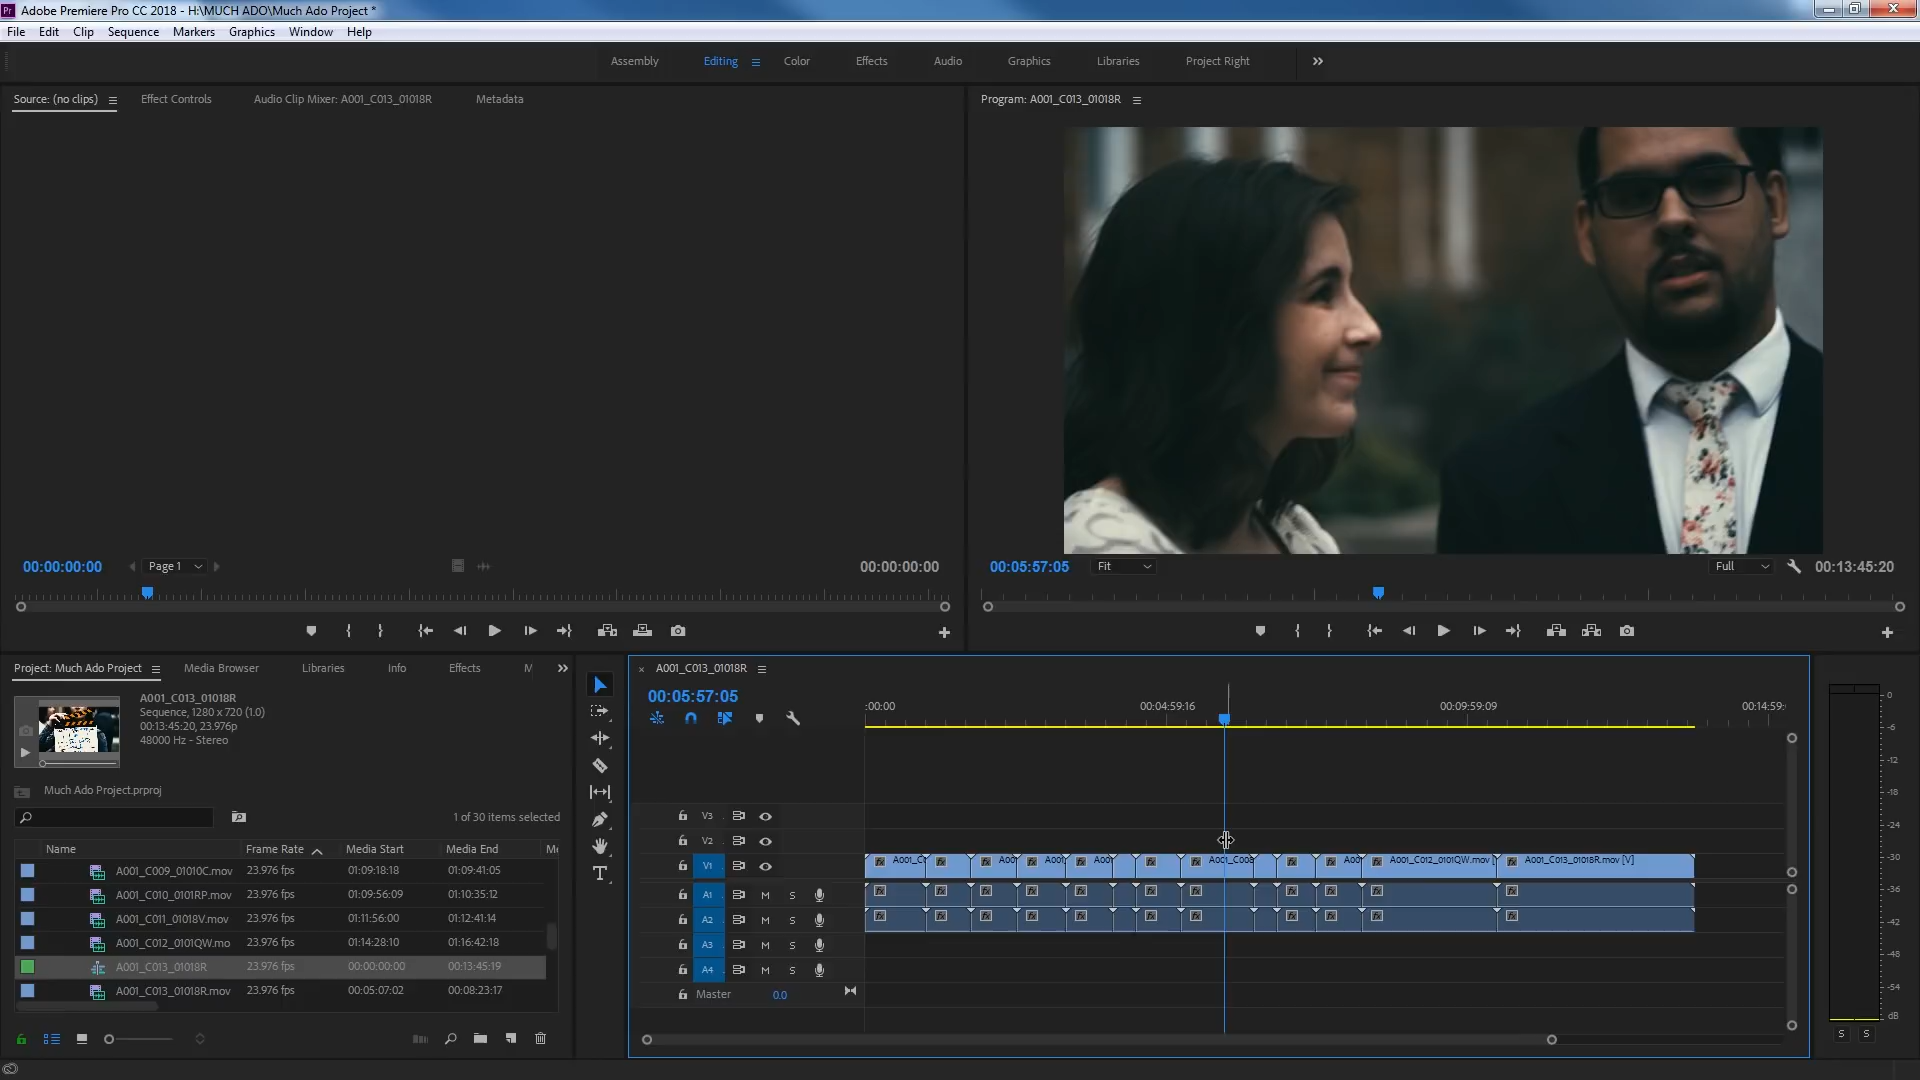 Adobe Premiere Pro CC 2018 - H:\MUCH ADO\Much Ado Project *
File Edit Clip Sequence Markers Graphics Window Help
Assembly Editing Color Effects Audio Graphics Libraries Project Right
Source: (no clips) Effect Controls Audio Clip Mixer: A001_C013_01018R Metadata
Program: A001_C013_01018R
00:00:00:00 Page 1 00:00:00:00
00:05:57:05 Fit Full 00:13:45:20
Project: Much Ado Project Media Browser Libraries Info Effects M
A001_C013_01018R
Sequence, 1280 x 720 (1.0)
00:13:45:20, 23.976p
48000 Hz - Stereo
Much Ado Project.prproj
1 of 30 items selected
Name Frame Rate Media Start Media End Me
A001_C009_01010C.mov 23.976 fps 01:09:18:18 01:09:41:05
A001_C010_0101RP.mov 23.976 fps 01:09:56:09 01:10:35:12
A001_C011_01018V.mov 23.976 fps 01:11:56:00 01:12:41:14
A001_C012_0101QW.mo 23.976 fps 01:14:28:10 01:16:42:18
A001_C013_01018R 23.976 fps 00:00:00:00 00:13:45:19
A001_C013_01018R.mov 23.976 fps 00:05:07:02 00:08:23:17
A001_C013_01018R
00:05:57:05
:00:00 00:04:59:16 00:09:59:09 00:14:59:
V3
V2
V1 A001_C A00 A001 A00 A001_C008 A00 A001_C012_0101QW.mov [ A001_C013_01018R.mov [V]
A1 M S
A2 M S
A3 M S
A4 M S
Master 0.0
0
-6
-12
-18
-24
-30
-36
-42
-48
-54
dB
S S